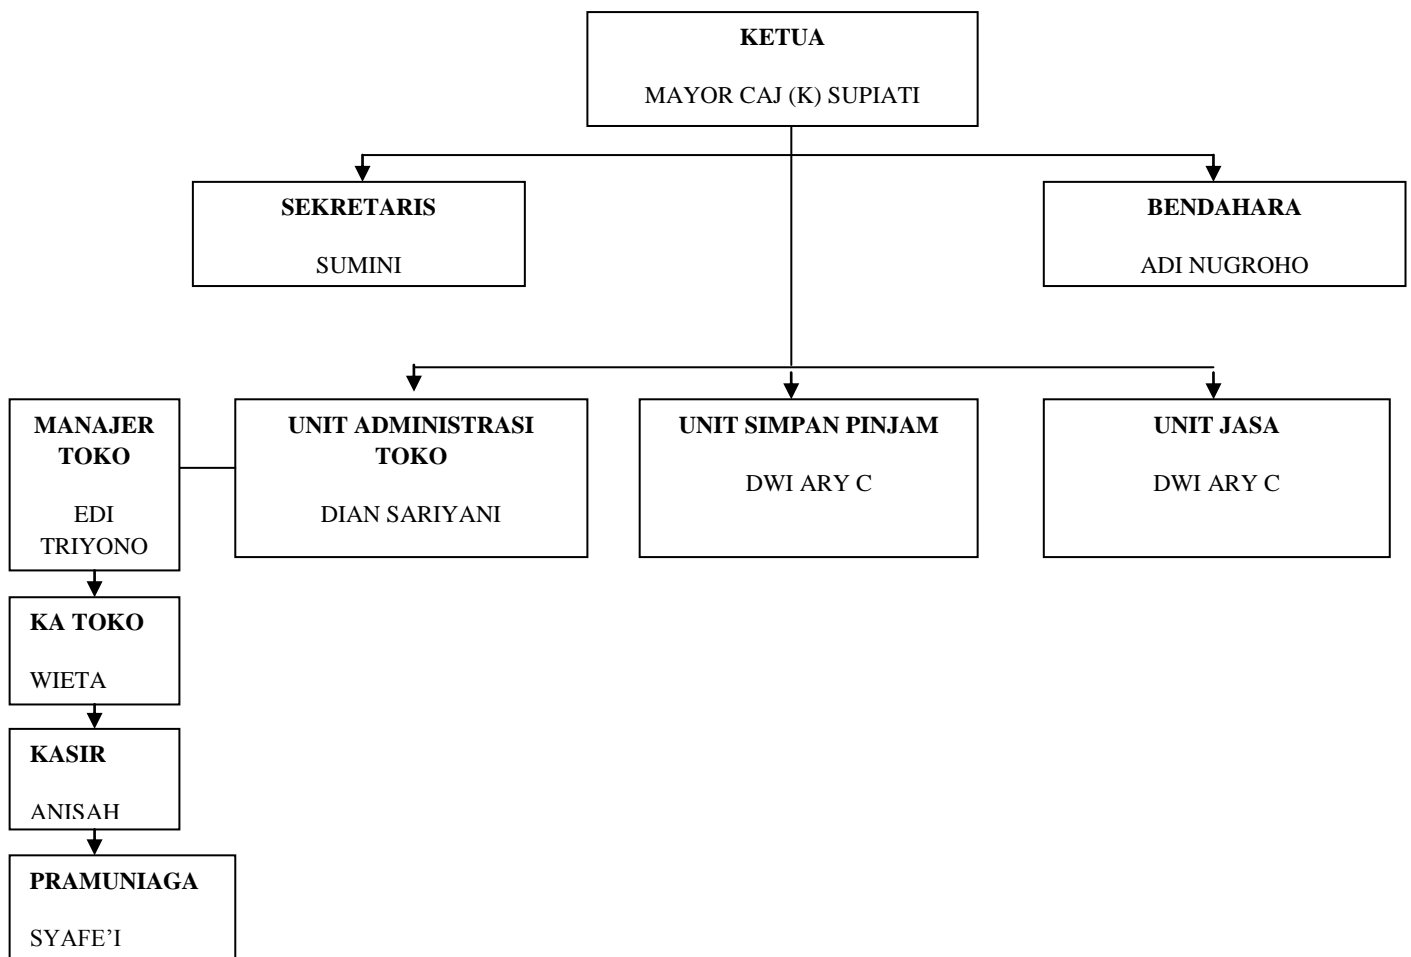 KETUA
MAYOR CAJ (K) SUPIATI
SEKRETARIS
SUMINI
BENDAHARA
ADI NUGROHO
MANAJER
TOKO
EDI
TRIYONO
UNIT ADMINISTRASI
TOKO
DIAN SARIYANI
UNIT SIMPAN PINJAM
DWI ARY C
UNIT JASA
DWI ARY C
KA TOKO
WIETA
KASIR
ANISAH
PRAMUNIAGA
SYAFE’I